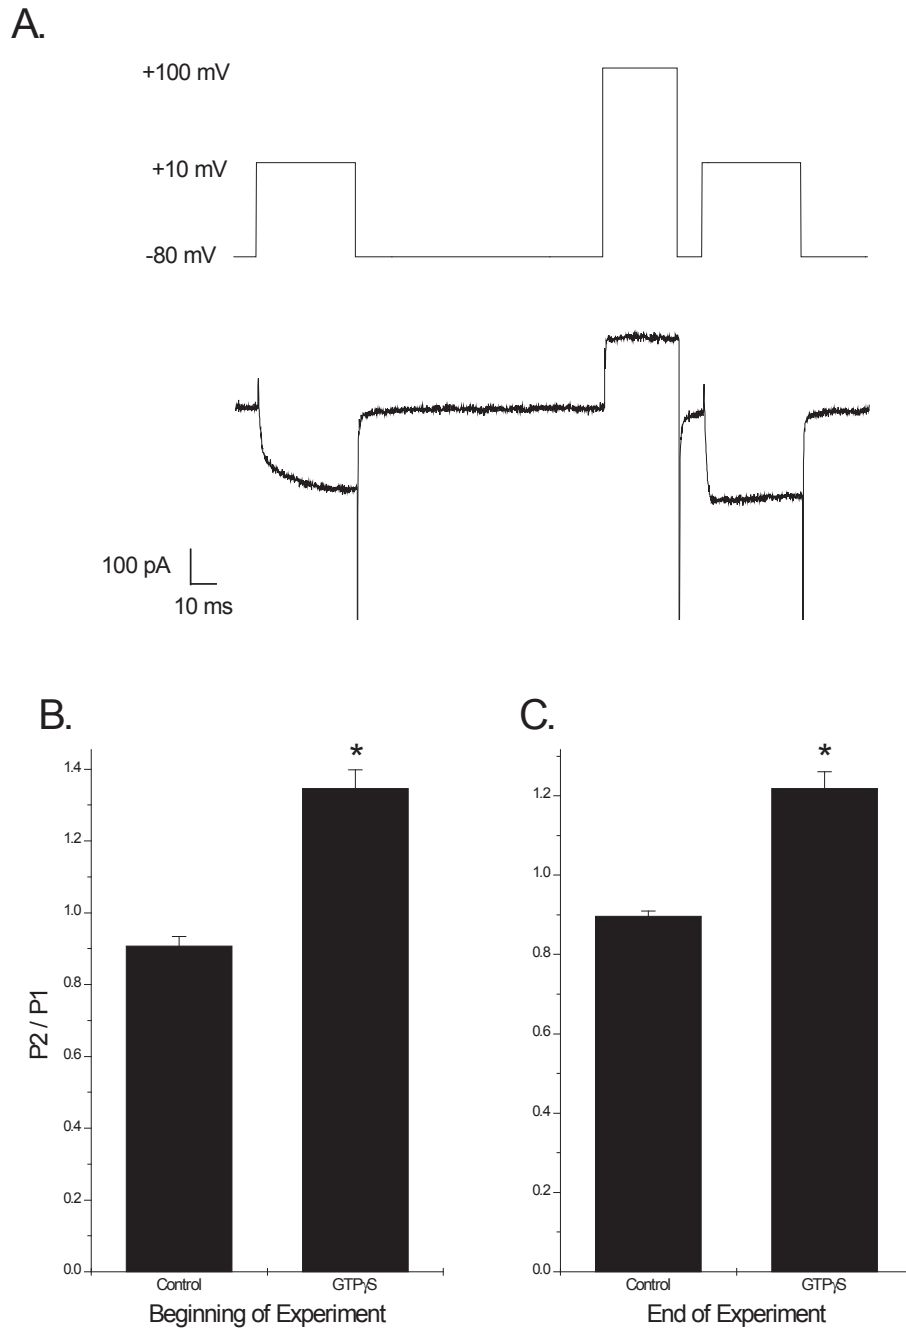 A.
+100 mV
+10 mV
-80 mV
100 pA
10 ms
B.
*
1.4
1.2
1.0
0.8
0.6
0.4
0.2
0.0
P2 / P1
Control
GTPγS
Beginning of Experiment
C.
*
1.2
1.0
0.8
0.6
0.4
0.2
0.0
Control
GTPγS
End of Experiment